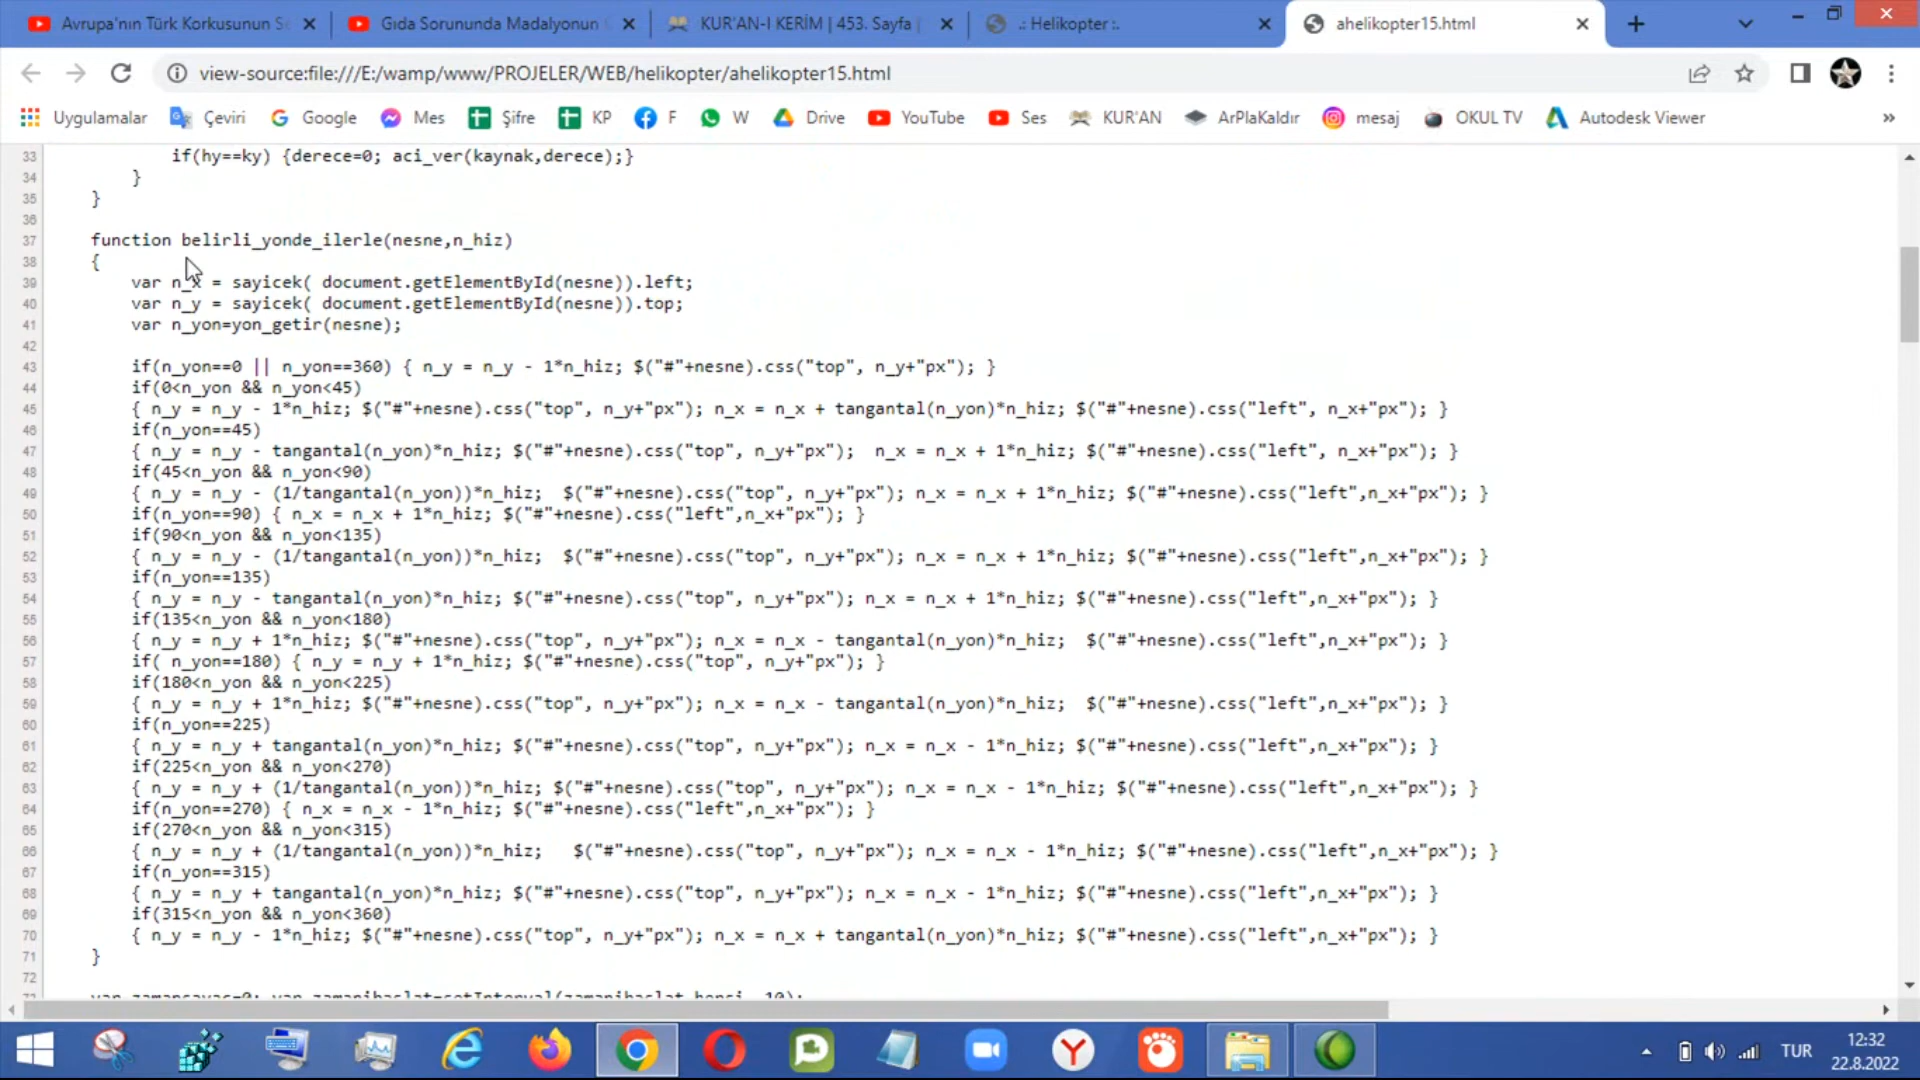 Avrupa'nın Türk Korkusunun Se
Gıda Sorununda Madalyonun
KUR'AN-I KERİM | 453. Sayfa |
.: Helikopter :.
ahelikopter15.html
view-source:file:///E:/wamp/www/PROJELER/WEB/helikopter/ahelikopter15.html
Uygulamalar Çeviri Google Mes Şifre KP F W Drive YouTube Ses KUR'AN ArPlaKaldır mesaj OKUL TV Autodesk Viewer »
33 if(hy==ky) {derece=0; aci_ver(kaynak,derece);}
34 }
35 }
36
37 function belirli_yonde_ilerle(nesne,n_hiz)
38 {
39 var n_x = sayicek( document.getElementById(nesne)).left;
40 var n_y = sayicek( document.getElementById(nesne)).top;
41 var n_yon=yon_getir(nesne);
42
43 if(n_yon==0 || n_yon==360) { n_y = n_y - 1*n_hiz; $("#"+nesne).css("top", n_y+"px"); }
44 if(0<n_yon && n_yon<45)
45 { n_y = n_y - 1*n_hiz; $("#"+nesne).css("top", n_y+"px"); n_x = n_x + tangantal(n_yon)*n_hiz; $("#"+nesne).css("left", n_x+"px"); }
46 if(n_yon==45)
47 { n_y = n_y - tangantal(n_yon)*n_hiz; $("#"+nesne).css("top", n_y+"px");  n_x = n_x + 1*n_hiz; $("#"+nesne).css("left", n_x+"px"); }
48 if(45<n_yon && n_yon<90)
49 { n_y = n_y - (1/tangantal(n_yon))*n_hiz;  $("#"+nesne).css("top", n_y+"px"); n_x = n_x + 1*n_hiz; $("#"+nesne).css("left",n_x+"px"); }
50 if(n_yon==90) { n_x = n_x + 1*n_hiz; $("#"+nesne).css("left",n_x+"px"); }
51 if(90<n_yon && n_yon<135)
52 { n_y = n_y - (1/tangantal(n_yon))*n_hiz;  $("#"+nesne).css("top", n_y+"px"); n_x = n_x + 1*n_hiz; $("#"+nesne).css("left",n_x+"px"); }
53 if(n_yon==135)
54 { n_y = n_y - tangantal(n_yon)*n_hiz; $("#"+nesne).css("top", n_y+"px"); n_x = n_x + 1*n_hiz; $("#"+nesne).css("left",n_x+"px"); }
55 if(135<n_yon && n_yon<180)
56 { n_y = n_y + 1*n_hiz; $("#"+nesne).css("top", n_y+"px"); n_x = n_x - tangantal(n_yon)*n_hiz;  $("#"+nesne).css("left",n_x+"px"); }
57 if( n_yon==180) { n_y = n_y + 1*n_hiz; $("#"+nesne).css("top", n_y+"px"); }
58 if(180<n_yon && n_yon<225)
59 { n_y = n_y + 1*n_hiz; $("#"+nesne).css("top", n_y+"px"); n_x = n_x - tangantal(n_yon)*n_hiz;  $("#"+nesne).css("left",n_x+"px"); }
60 if(n_yon==225)
61 { n_y = n_y + tangantal(n_yon)*n_hiz; $("#"+nesne).css("top", n_y+"px"); n_x = n_x - 1*n_hiz; $("#"+nesne).css("left",n_x+"px"); }
62 if(225<n_yon && n_yon<270)
63 { n_y = n_y + (1/tangantal(n_yon))*n_hiz; $("#"+nesne).css("top", n_y+"px"); n_x = n_x - 1*n_hiz; $("#"+nesne).css("left",n_x+"px"); }
64 if(n_yon==270) { n_x = n_x - 1*n_hiz; $("#"+nesne).css("left",n_x+"px"); }
65 if(270<n_yon && n_yon<315)
66 { n_y = n_y + (1/tangantal(n_yon))*n_hiz;   $("#"+nesne).css("top", n_y+"px"); n_x = n_x - 1*n_hiz; $("#"+nesne).css("left",n_x+"px"); }
67 if(n_yon==315)
68 { n_y = n_y + tangantal(n_yon)*n_hiz; $("#"+nesne).css("top", n_y+"px"); n_x = n_x - 1*n_hiz; $("#"+nesne).css("left",n_x+"px"); }
69 if(315<n_yon && n_yon<360)
70 { n_y = n_y - 1*n_hiz; $("#"+nesne).css("top", n_y+"px"); n_x = n_x + tangantal(n_yon)*n_hiz; $("#"+nesne).css("left",n_x+"px"); }
71 }
72
TUR
12:32
22.8.2022